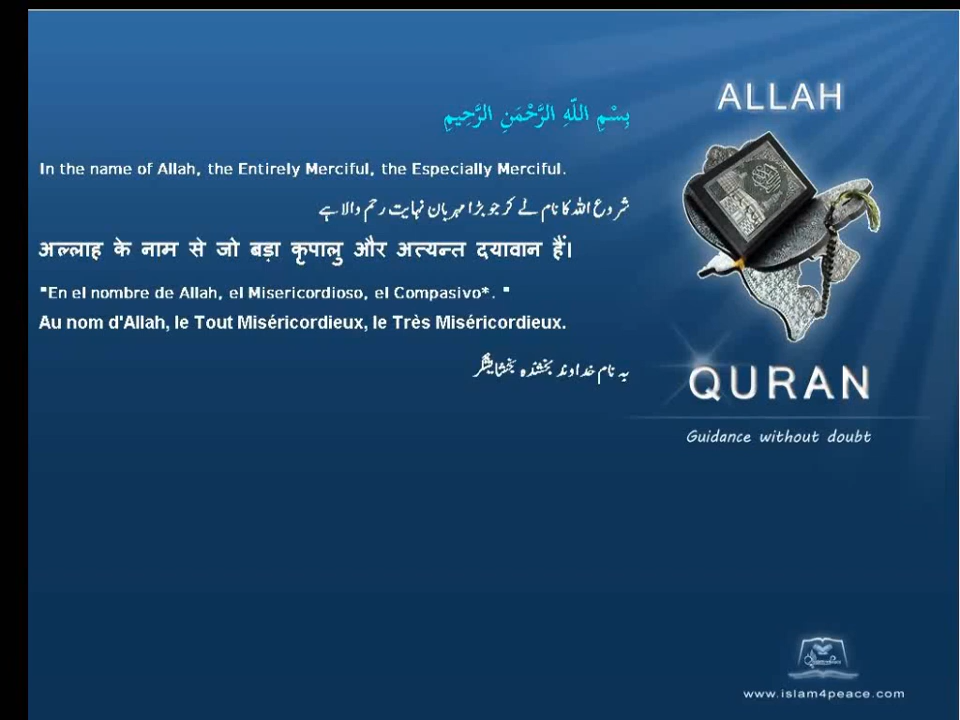 بِسْمِ اللَّهِ الرَّحْمَنِ الرَّحِيمِ
In the name of Allah, the Entirely Merciful, the Especially Merciful.
شروع اللہ کا نام لے کر جو بڑا مہربان نہایت رحم والا ہے
अल्लाह के नाम से जो बड़ा कृपालु और अत्यन्त दयावान हैं।
"En el nombre de Allah, el Misericordioso, el Compasivo*. "
Au nom d'Allah, le Tout Miséricordieux, le Très Miséricordieux.
به نام خداوند بخشنده بخشایشگر
ALLAH
QURAN
Guidance without doubt
www.islam4peace.com